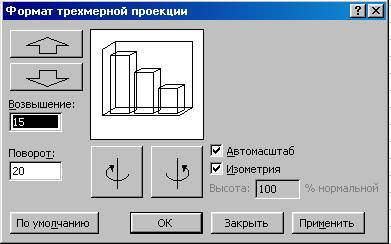 Формат трехмерной проекции
Возвышение:
15
Поворот:
20
Автомасштаб
Изометрия
Высота: 100 % нормальной
По умолчанию ОК Закрыть Применить